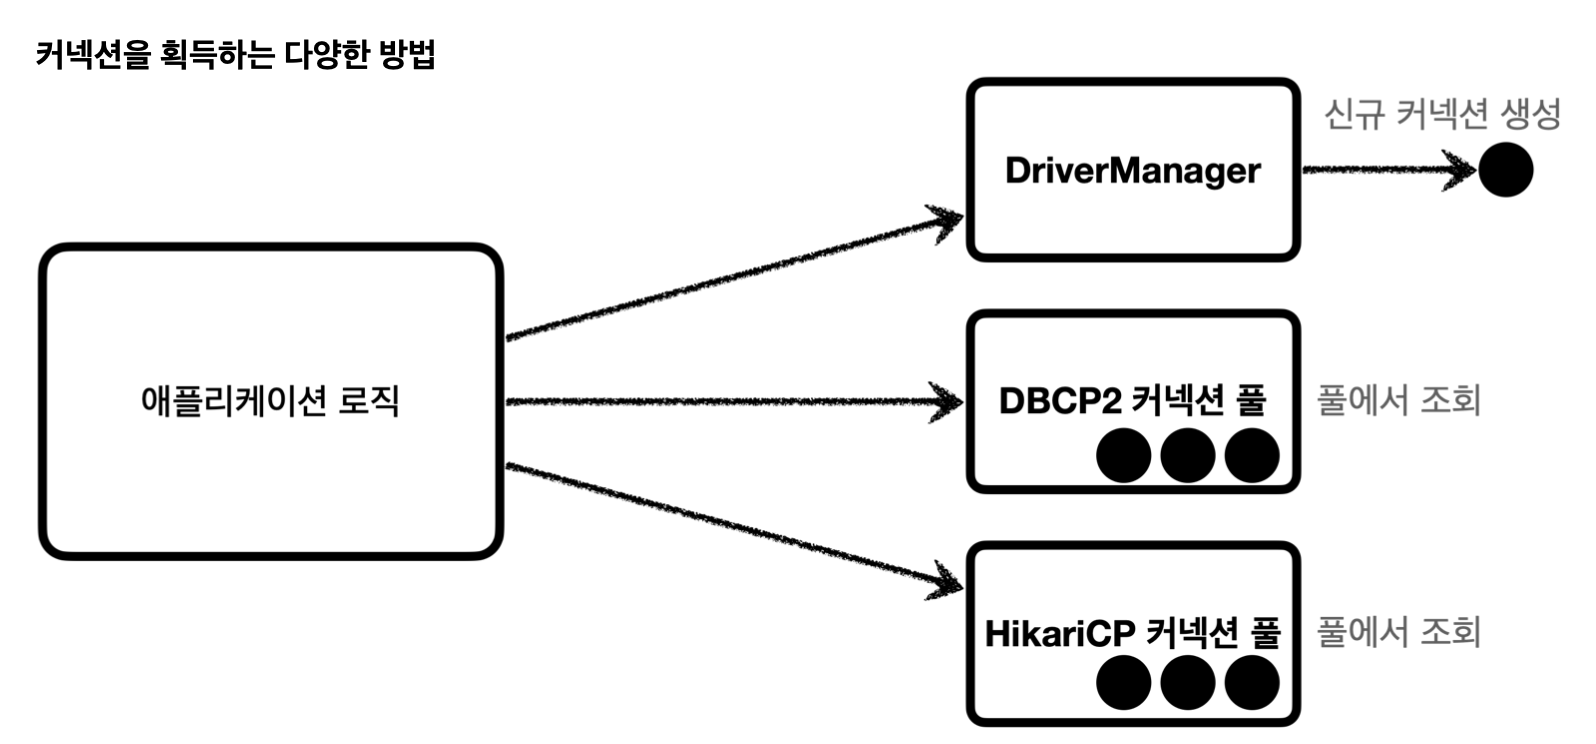 커넥션을 획득하는 다양한 방법
신규 커넥션 생성
DriverManager
애플리케이션 로직
DBCP2 커넥션 풀
풀에서 조회
HikariCP 커넥션 풀
풀에서 조회